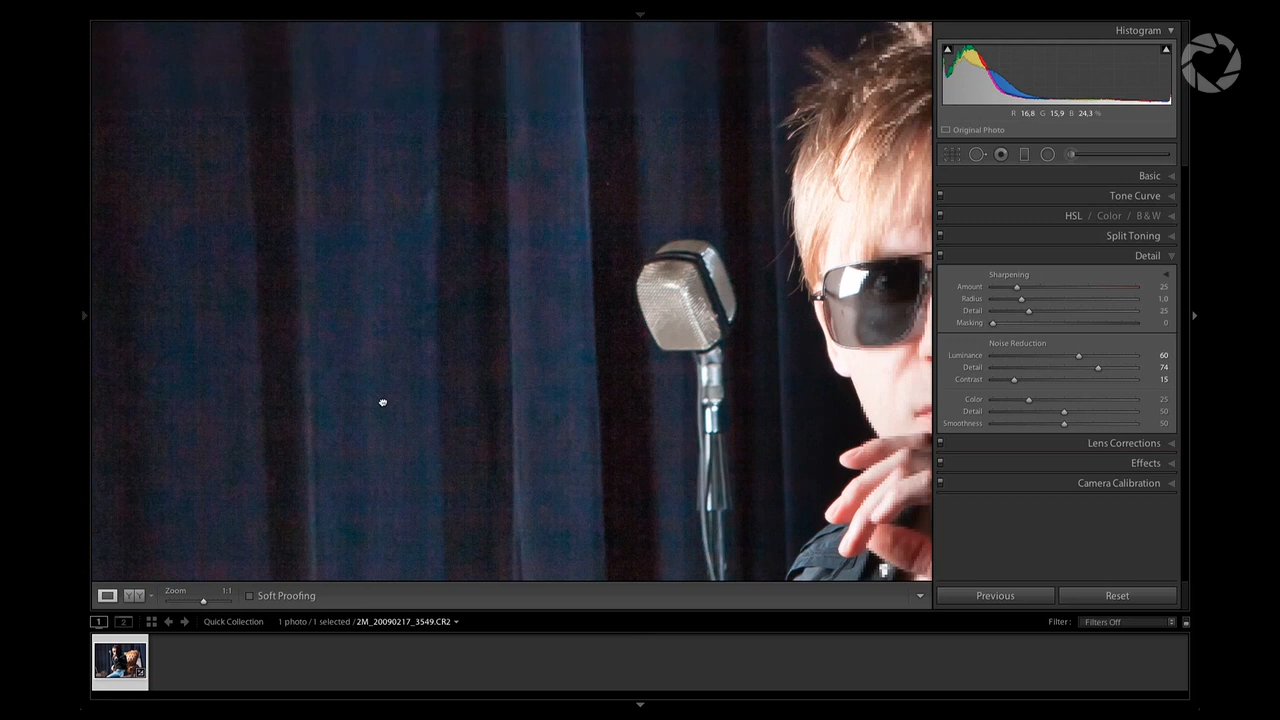 Histogram
R 16,8 G 15,9 B 24,3 %
Original Photo
Basic
Tone Curve
HSL / Color / B & W
Split Toning
Detail
Sharpening
Amount 25
Radius 1,0
Detail 25
Masking 0
Noise Reduction
Luminance 60
Detail 74
Contrast 15
Color 25
Detail 50
Smoothness 50
Lens Corrections
Effects
Camera Calibration
Previous Reset
Y Y Zoom 1:1 Soft Proofing
1 2 Quick Collection 1 photo / 1 selected / 2M_20090217_3549.CR2 Filter : Filters Off